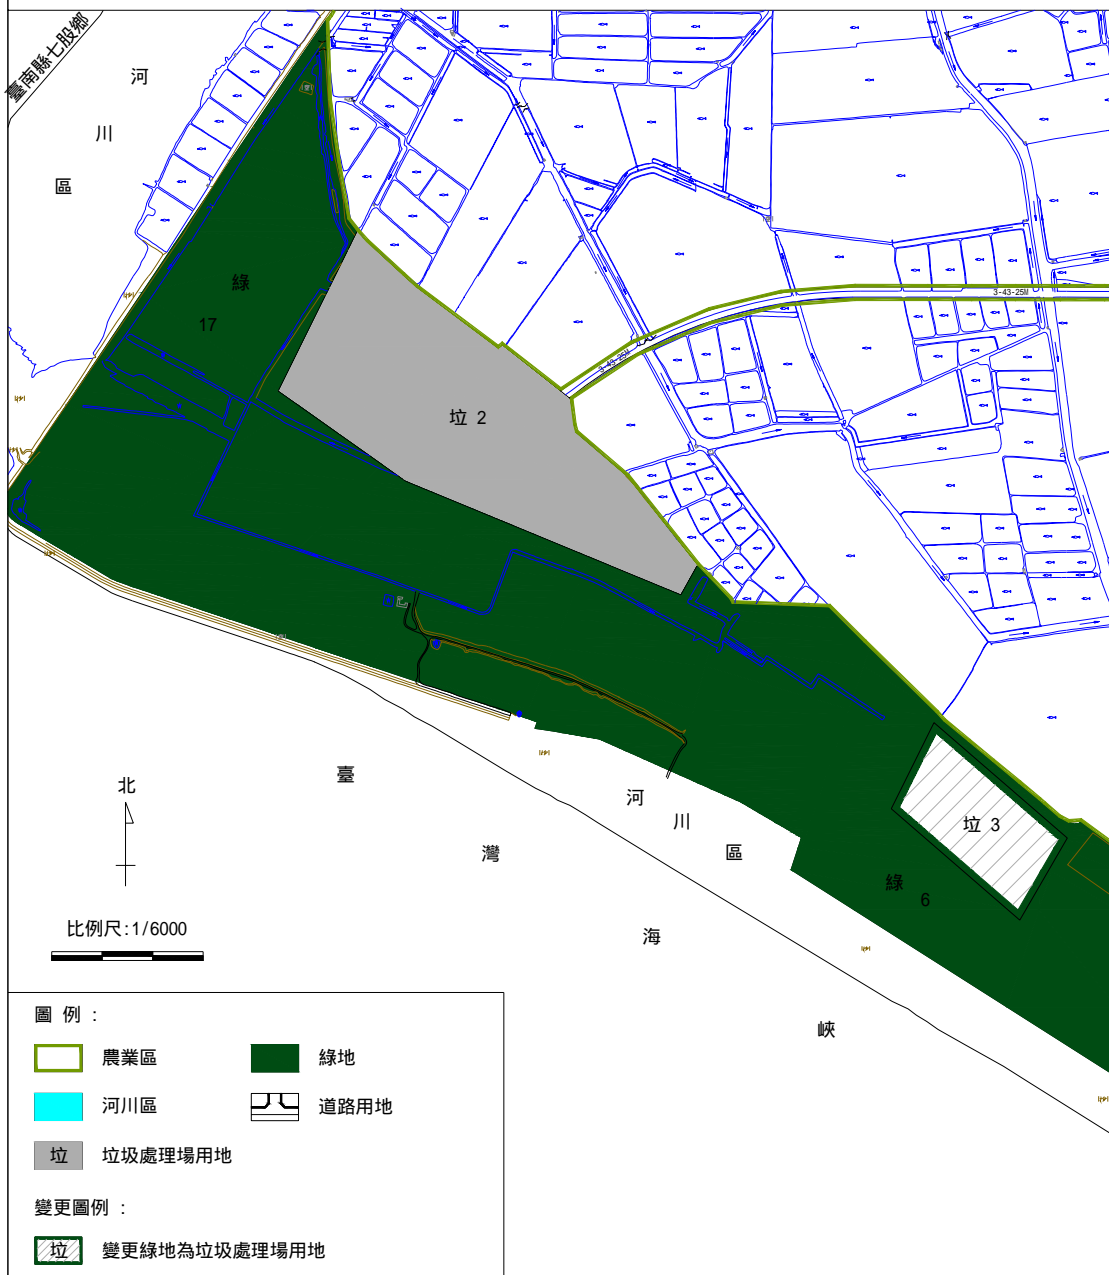 臺南縣七股鄉
河
川
區
綠
17
垃 2
3-43-25M
3-43-25M
北
比例尺:1/6000
臺
灣
海
峽
河
川
區
垃 3
綠
6
圖 例 :
農業區
綠地
河川區
道路用地
垃
垃圾處理場用地
變更圖例 :
垃
變更綠地為垃圾處理場用地